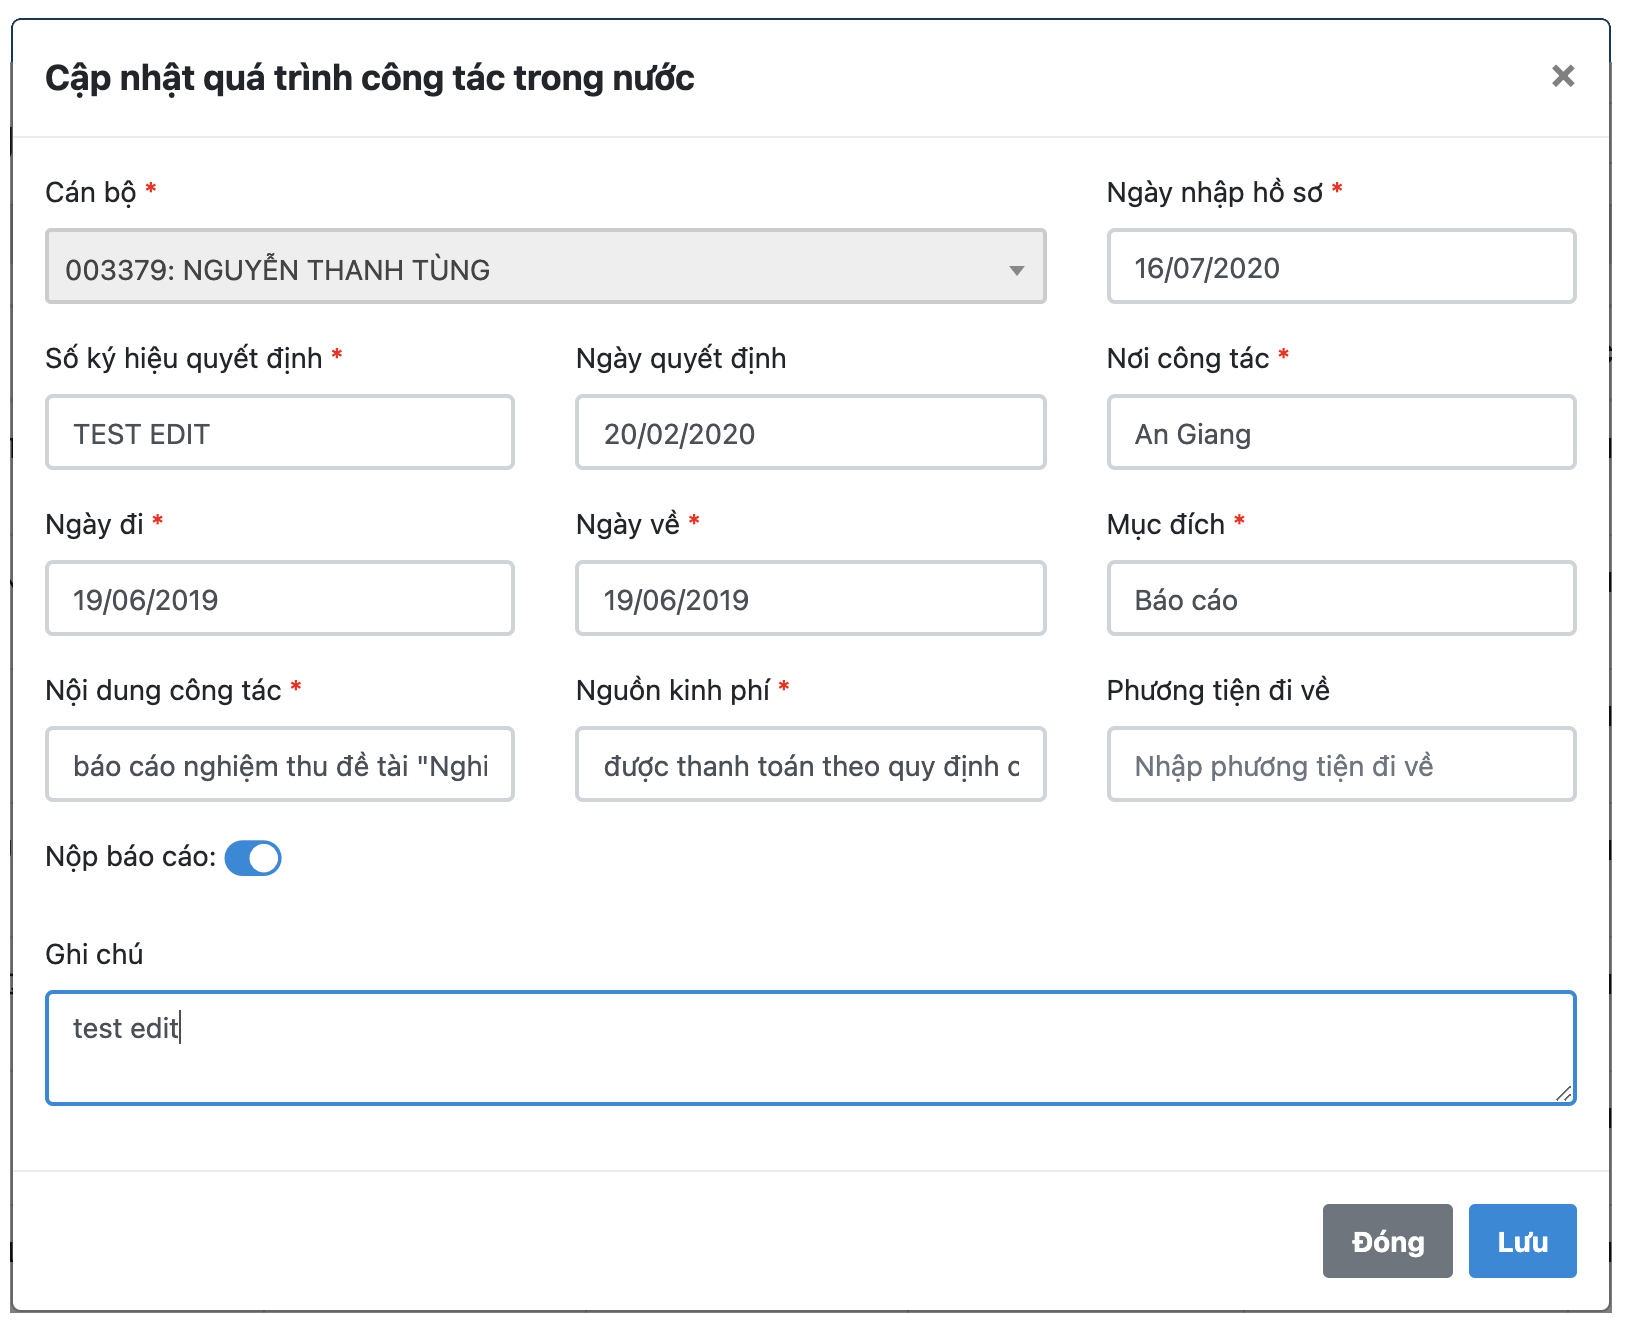 Cập nhật quá trình công tác trong nước
×
Cán bộ *
Ngày nhập hồ sơ *
003379: NGUYỄN THANH TÙNG
16/07/2020
Số ký hiệu quyết định *
Ngày quyết định
Nơi công tác *
TEST EDIT
20/02/2020
An Giang
Ngày đi *
Ngày về *
Mục đích *
19/06/2019
19/06/2019
Báo cáo
Nội dung công tác *
Nguồn kinh phí *
Phương tiện đi về
báo cáo nghiệm thu đề tài "Nghi
được thanh toán theo quy định c
Nhập phương tiện đi về
Nộp báo cáo:
Ghi chú
test edit
Đóng
Lưu